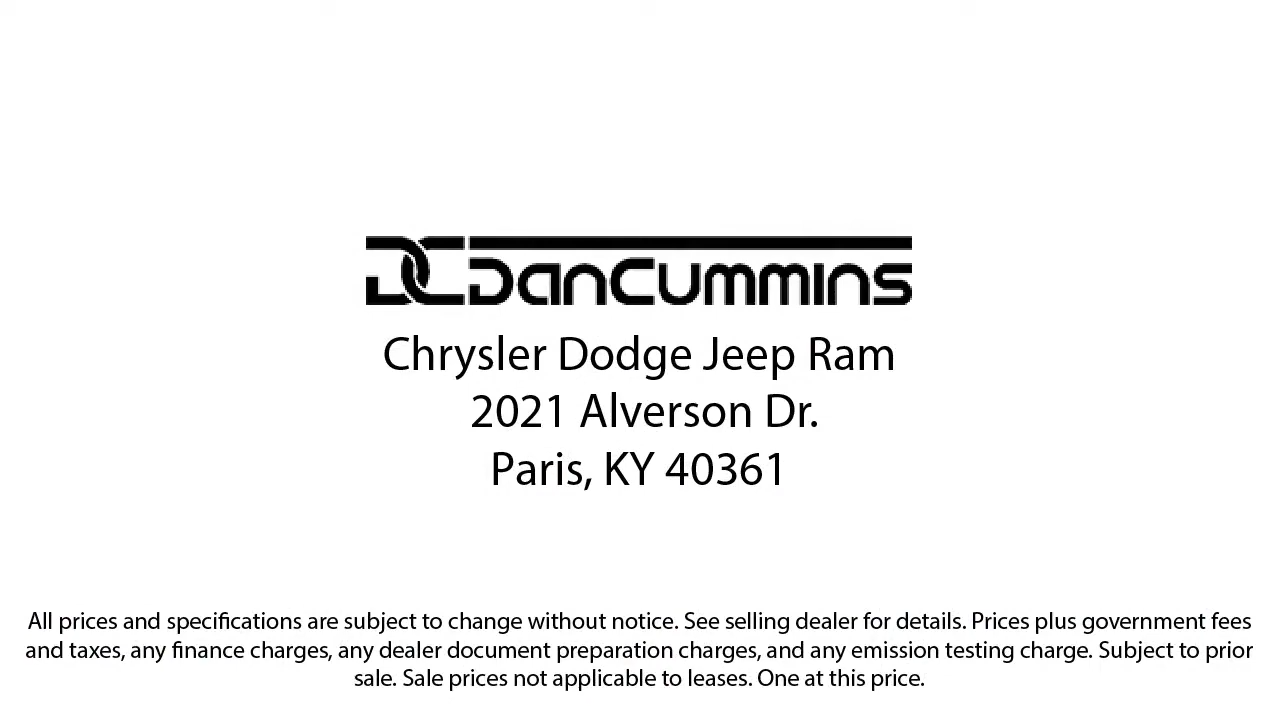 DC DanCummins
Chrysler Dodge Jeep Ram
2021 Alverson Dr.
Paris, KY 40361
All prices and specifications are subject to change without notice. See selling dealer for details. Prices plus government fees
and taxes, any finance charges, any dealer document preparation charges, and any emission testing charge. Subject to prior
sale. Sale prices not applicable to leases. One at this price.